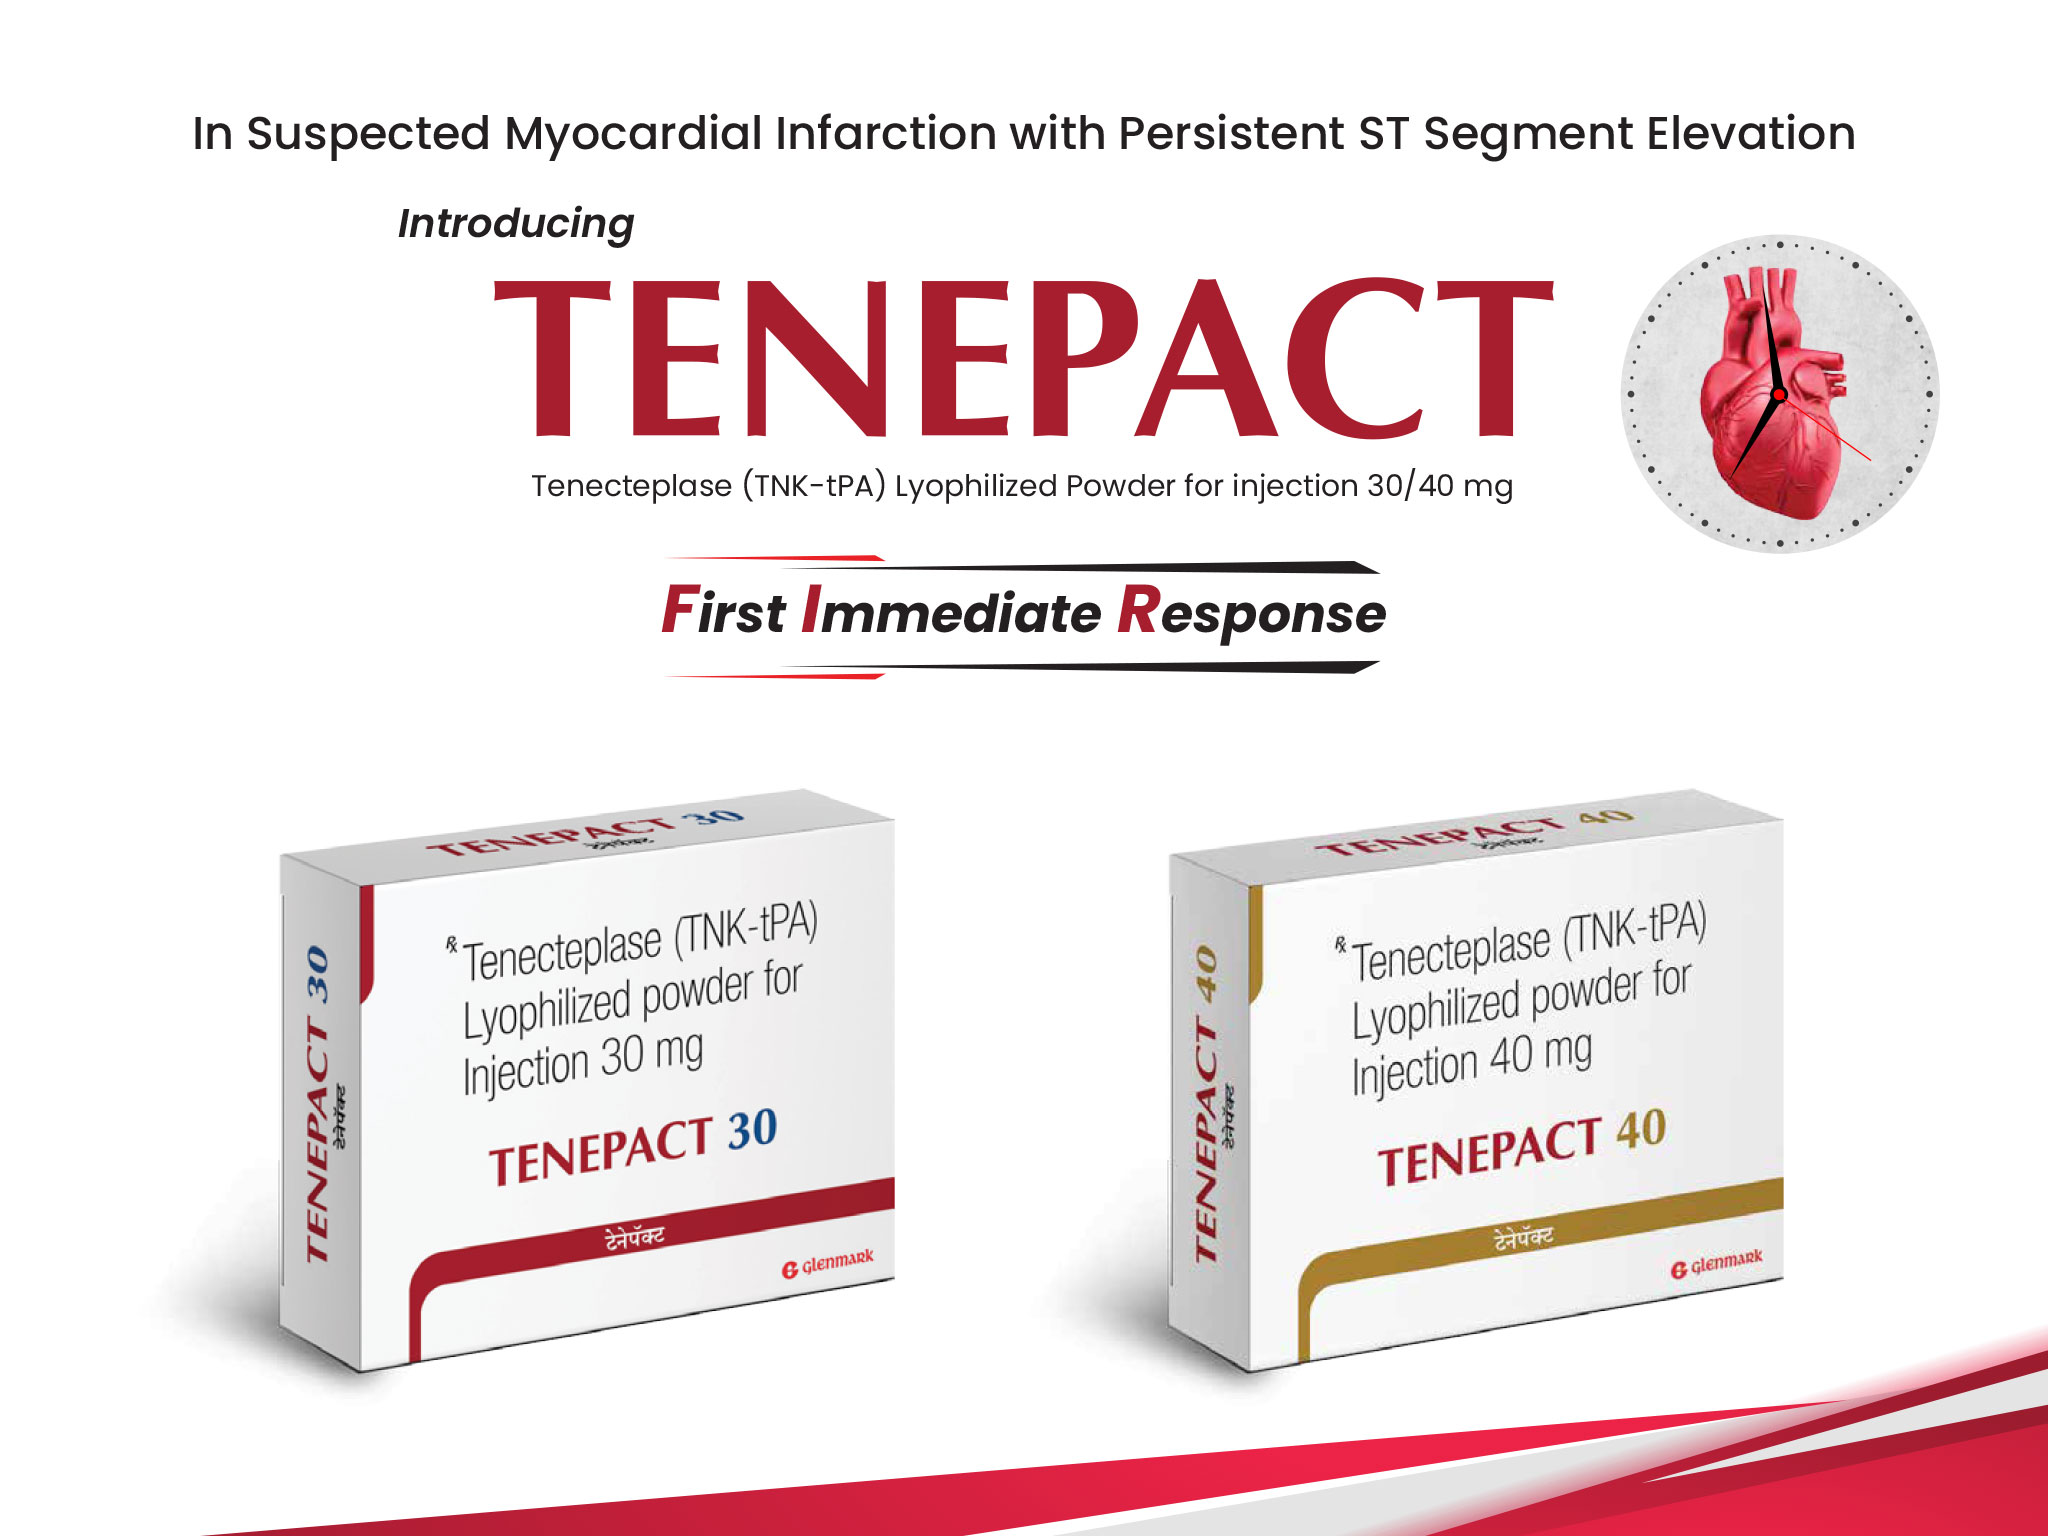 In Suspected Myocardial Infarction with Persistent ST Segment Elevation
Introducing
TENEPACT
Tenecteplase (TNK-tPA) Lyophilized Powder for injection 30/40 mg
First Immediate Response
TENEPACT 30
टेनेपॅक्ट
TENEPACT 30
टेनेपॅक्ट
℞ Tenecteplase (TNK-tPA)
Lyophilized powder for
Injection 30 mg
TENEPACT 30
टेनेपॅक्ट
Glenmark
TENEPACT 40
टेनेपॅक्ट
TENEPACT 40
टेनेपॅक्ट
℞ Tenecteplase (TNK-tPA)
Lyophilized powder for
Injection 40 mg
TENEPACT 40
टेनेपॅक्ट
Glenmark